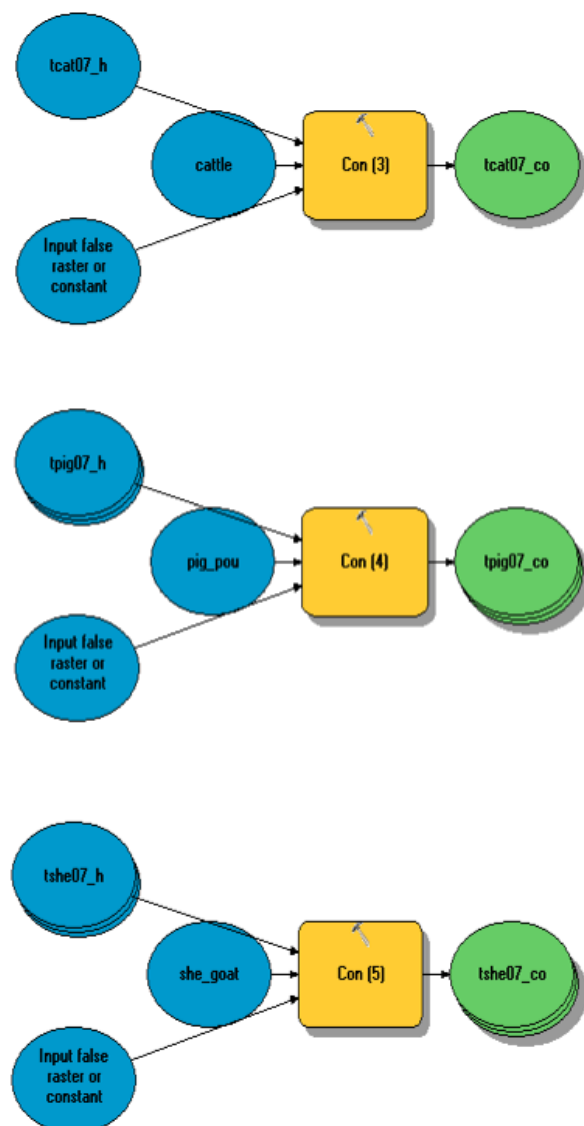 tcat07_h
cattle
Con (3)
tcat07_co
Input false
raster or
constant
tpig07_h
pig_pou
Con (4)
tpig07_co
Input false
raster or
constant
tshe07_h
she_goat
Con (5)
tshe07_co
Input false
raster or
constant